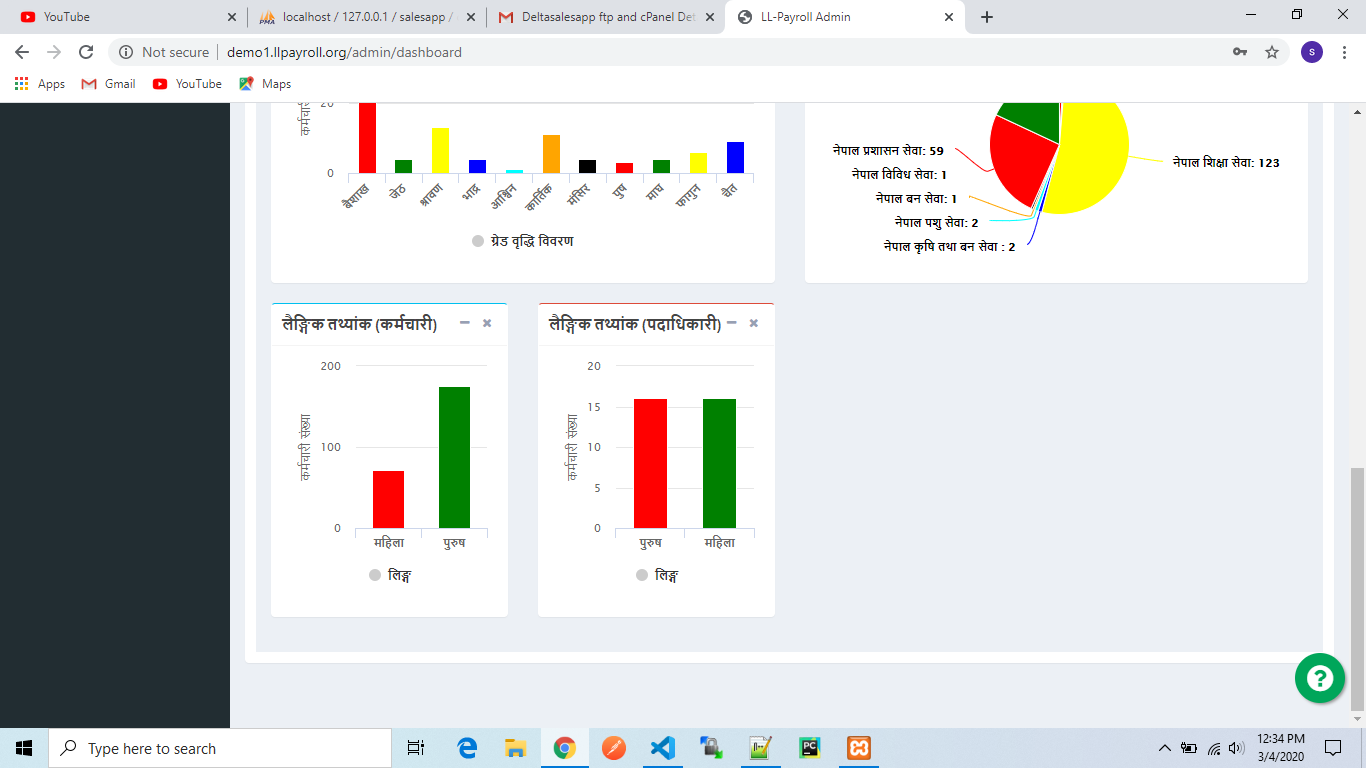 YouTube
localhost / 127.0.0.1 / salesapp /
Deltasalesapp ftp and cPanel Det
LL-Payroll Admin
Not secure
demo1.llpayroll.org/admin/dashboard
Apps
Gmail
YouTube
Maps
20
0
बैशाख
जेठ
श्रावण
भाद्र
आश्विन
कार्तिक
मंसिर
पुष
माघ
फागुन
चैत
ग्रेड वृद्धि विवरण
नेपाल प्रशासन सेवा: 59
नेपाल विविध सेवा: 1
नेपाल बन सेवा: 1
नेपाल पशु सेवा: 2
नेपाल कृषि तथा बन सेवा : 2
नेपाल शिक्षा सेवा: 123
लैङ्गिक तथ्यांक (कर्मचारी)
200
100
0
कर्मचारी संख्या
महिला
पुरुष
लिङ्ग
लैङ्गिक तथ्यांक (पदाधिकारी)
20
15
10
5
0
कर्मचारी संख्या
पुरुष
महिला
लिङ्ग
Type here to search
12:34 PM
3/4/2020